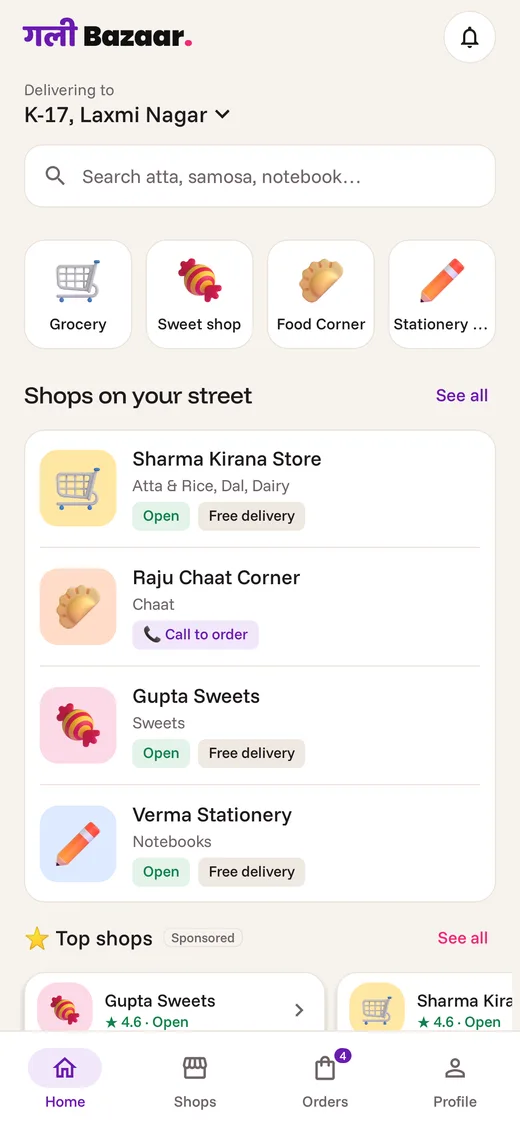 गली Bazaar.
Delivering to
K-17, Laxmi Nagar
Search atta, samosa, notebook...
Grocery
Sweet shop
Food Corner
Stationery ...
Shops on your street
See all
Sharma Kirana Store
Atta & Rice, Dal, Dairy
Open
Free delivery
Raju Chaat Corner
Chaat
Call to order
Gupta Sweets
Sweets
Open
Free delivery
Verma Stationery
Notebooks
Open
Free delivery
Top shops
Sponsored
See all
Gupta Sweets
★ 4.6 · Open
Sharma Kira
★ 4.6 · Open
4
Home
Shops
Orders
Profile